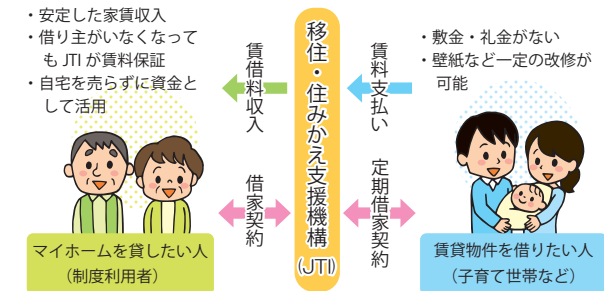 ・安定した家賃収入
・借り主がいなくなって
も JTI が賃料保証
・自宅を売らずに資金と
して活用
マイホームを貸したい人
（制度利用者）
賃借料収入
借家契約
移住・住みかえ支援機構
(JTI)
賃料支払い
定期借家契約
・敷金・礼金がない
・壁紙など一定の改修が
可能
賃貸物件を借りたい人
（子育て世帯など）